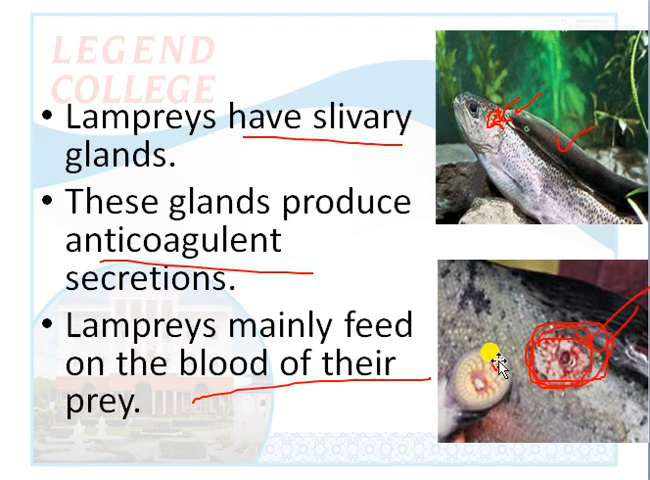 LEGEND
COLLEGE
• Lampreys have slivary
glands.
• These glands produce
anticoagulent
secretions.
• Lampreys mainly feed
on the blood of their
prey.